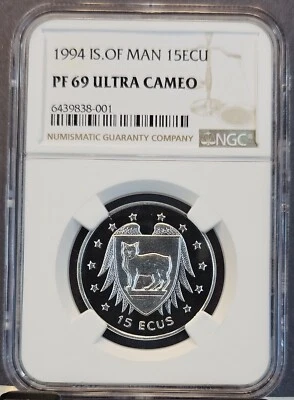 1994 IS.OF MAN 15ECU
PF 69 ULTRA CAMEO
6439838-001
NUMISMATIC GUARANTY COMPANY
NGC
15 ECUS